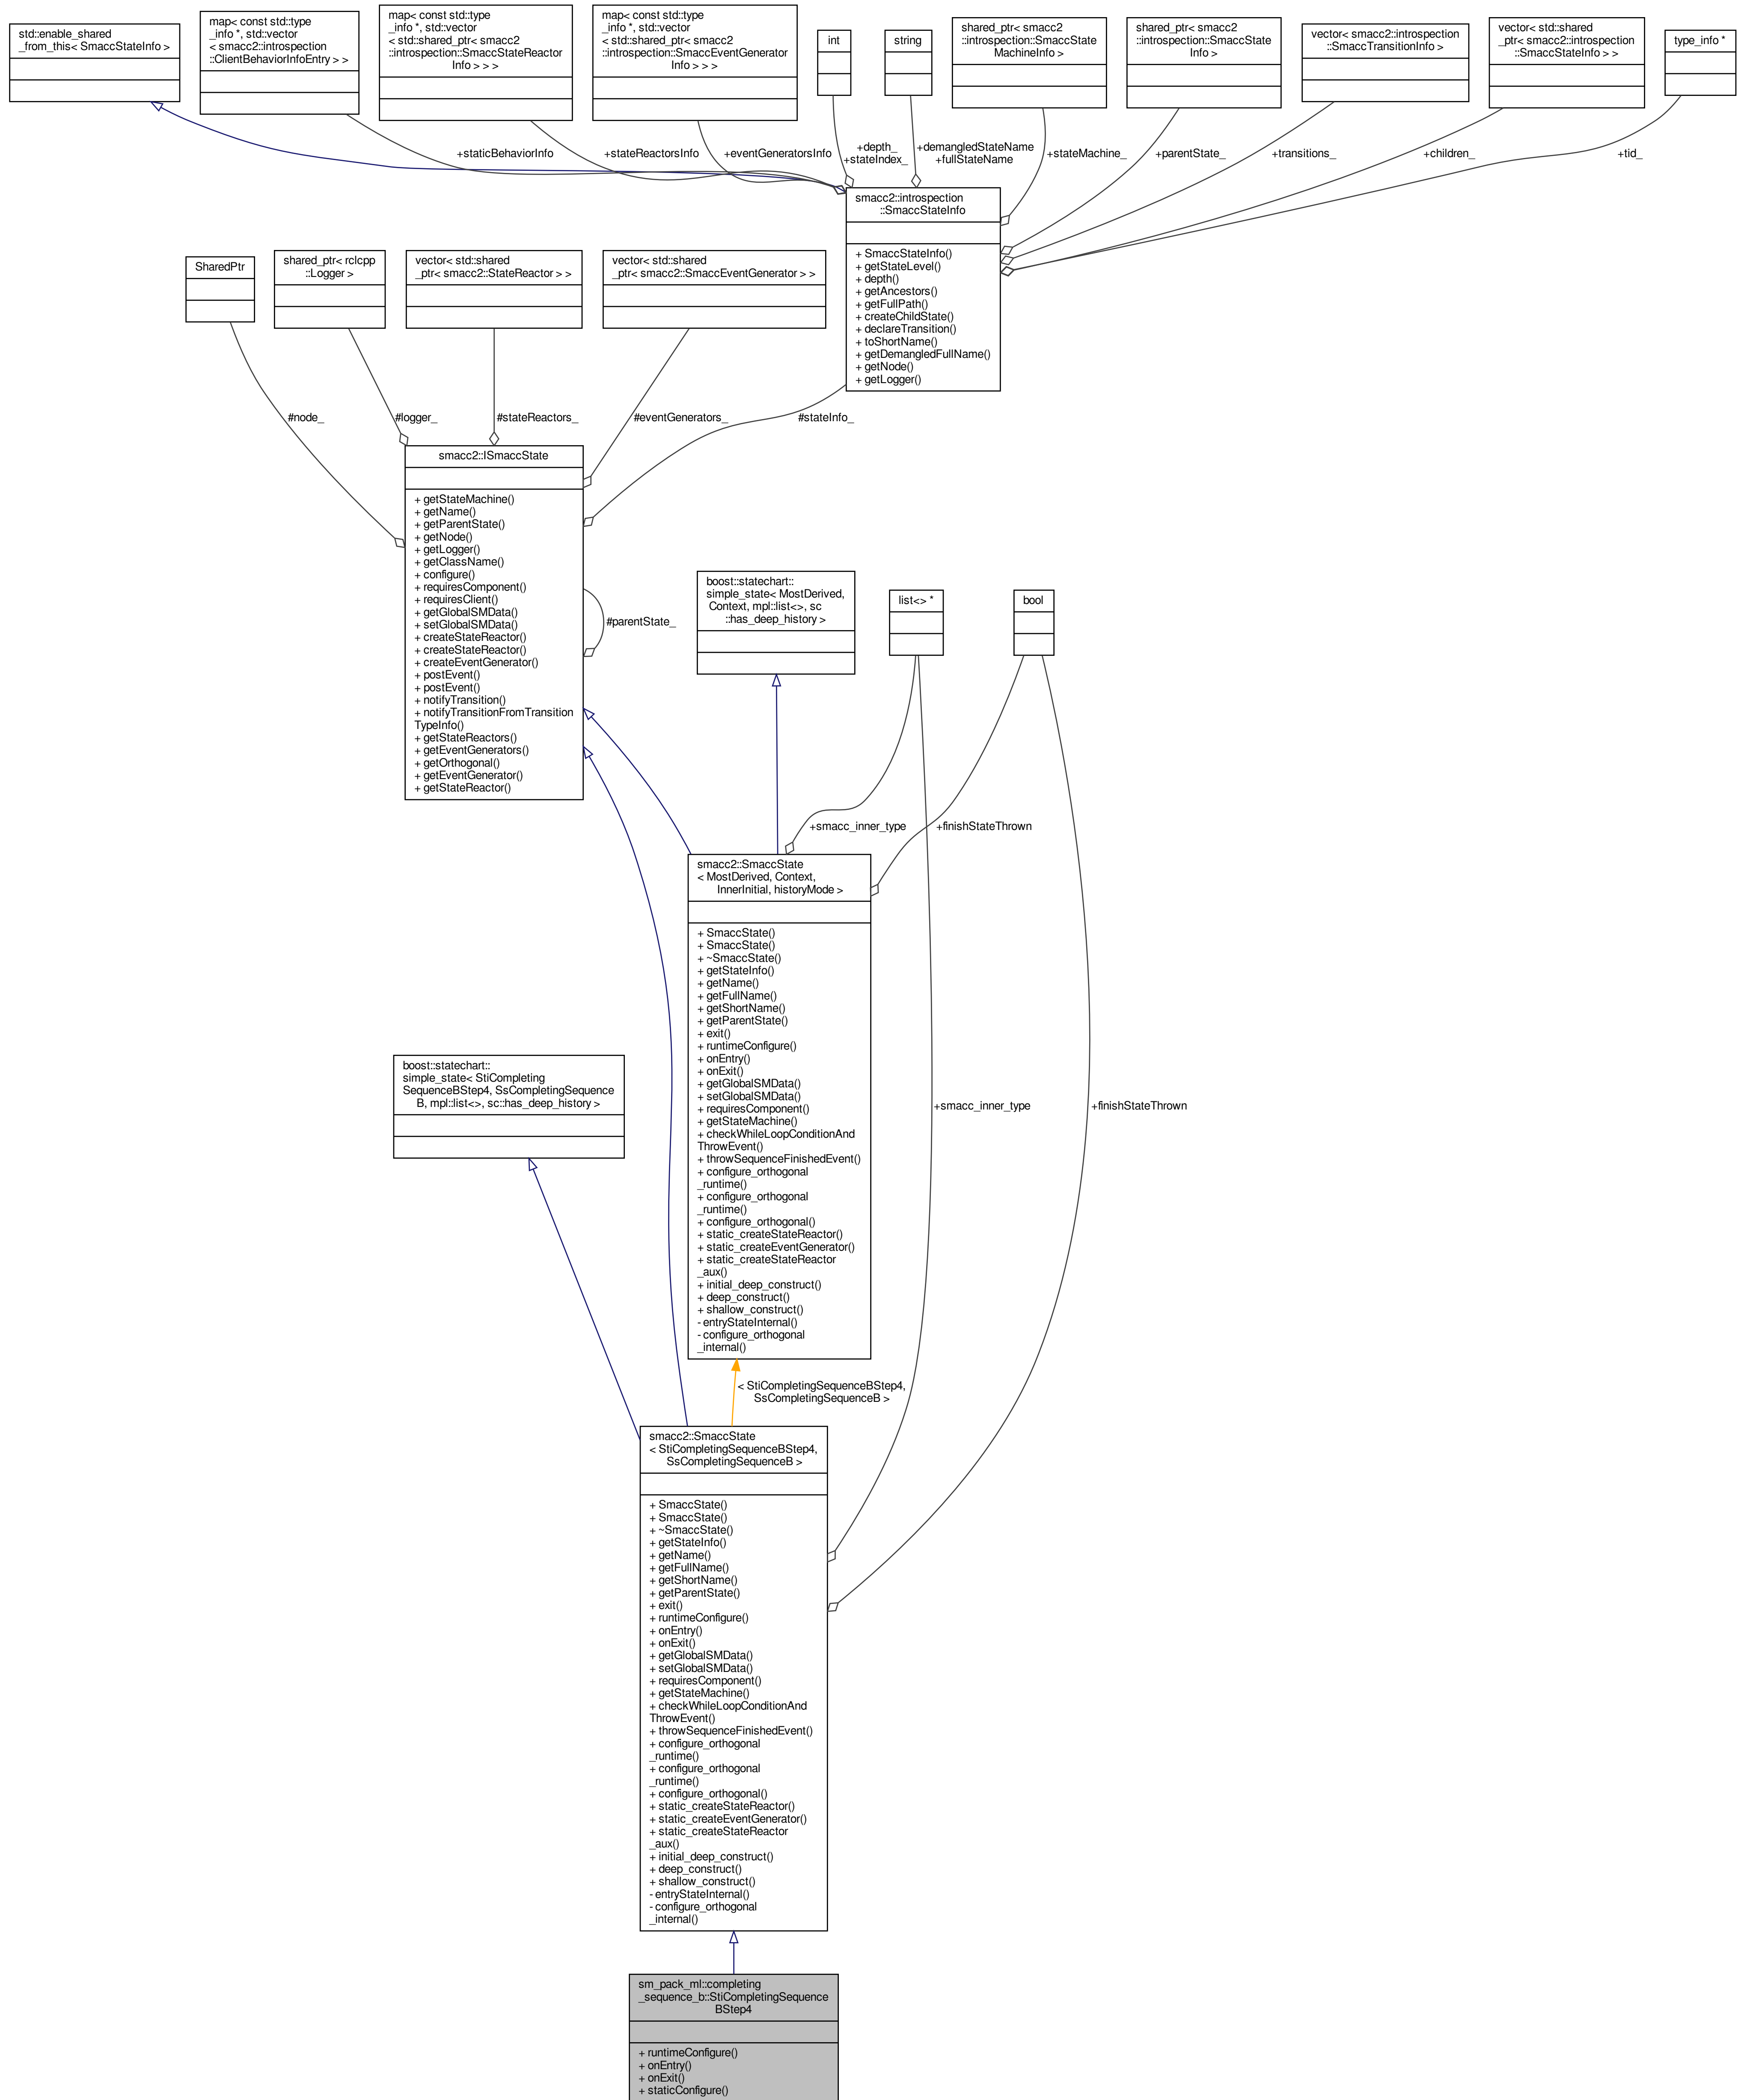 std::enable_shared
_from_this< SmaccStateInfo >
map< const std::type
_info *, std::vector
< smacc2::introspection
::ClientBehaviorInfoEntry > >
map< const std::type
_info *, std::vector
< std::shared_ptr< smacc2
::introspection::SmaccStateReactor
Info > > >
map< const std::type
_info *, std::vector
< std::shared_ptr< smacc2
::introspection::SmaccEventGenerator
Info > > >
int
string
shared_ptr< smacc2
::introspection::SmaccState
MachineInfo >
shared_ptr< smacc2
::introspection::SmaccState
Info >
vector< smacc2::introspection
::SmaccTransitionInfo >
vector< std::shared
_ptr< smacc2::introspection
::SmaccStateInfo > >
type_info *
+staticBehaviorInfo
+stateReactorsInfo
+eventGeneratorsInfo
+depth_
+stateIndex_
+demangledStateName
+fullStateName
+stateMachine_
+parentState_
+transitions_
+children_
+tid_
smacc2::introspection
::SmaccStateInfo
+ SmaccStateInfo()
+ getStateLevel()
+ depth()
+ getAncestors()
+ getFullPath()
+ createChildState()
+ declareTransition()
+ toShortName()
+ getDemangledFullName()
+ getNode()
+ getLogger()
SharedPtr
shared_ptr< rclcpp
::Logger >
vector< std::shared
_ptr< smacc2::StateReactor > >
vector< std::shared
_ptr< smacc2::SmaccEventGenerator > >
#node_
#logger_
#stateReactors_
#eventGenerators_
#stateInfo_
smacc2::ISmaccState
+ getStateMachine()
+ getName()
+ getParentState()
+ getNode()
+ getLogger()
+ getClassName()
+ configure()
+ requiresComponent()
+ requiresClient()
+ getGlobalSMData()
+ setGlobalSMData()
+ createStateReactor()
+ createStateReactor()
+ createEventGenerator()
+ postEvent()
+ postEvent()
+ notifyTransition()
+ notifyTransitionFromTransition
TypeInfo()
+ getStateReactors()
+ getEventGenerators()
+ getOrthogonal()
+ getEventGenerator()
+ getStateReactor()
#parentState_
boost::statechart::
simple_state< MostDerived,
Context, mpl::list<>, sc
::has_deep_history >
list<> *
bool
+smacc_inner_type
+finishStateThrown
smacc2::SmaccState
< MostDerived, Context,
InnerInitial, historyMode >
+ SmaccState()
+ SmaccState()
+ ~SmaccState()
+ getStateInfo()
+ getName()
+ getFullName()
+ getShortName()
+ getParentState()
+ exit()
+ runtimeConfigure()
+ onEntry()
+ onExit()
+ getGlobalSMData()
+ setGlobalSMData()
+ requiresComponent()
+ getStateMachine()
+ checkWhileLoopConditionAnd
ThrowEvent()
+ throwSequenceFinishedEvent()
+ configure_orthogonal
_runtime()
+ configure_orthogonal
_runtime()
+ configure_orthogonal()
+ static_createStateReactor()
+ static_createEventGenerator()
+ static_createStateReactor
_aux()
+ initial_deep_construct()
+ deep_construct()
+ shallow_construct()
- entryStateInternal()
- configure_orthogonal
_internal()
boost::statechart::
simple_state< StiCompleting
SequenceBStep4, SsCompletingSequence
B, mpl::list<>, sc::has_deep_history >
+smacc_inner_type
+finishStateThrown
< StiCompletingSequenceBStep4,
SsCompletingSequenceB >
smacc2::SmaccState
< StiCompletingSequenceBStep4,
SsCompletingSequenceB >
+ SmaccState()
+ SmaccState()
+ ~SmaccState()
+ getStateInfo()
+ getName()
+ getFullName()
+ getShortName()
+ getParentState()
+ exit()
+ runtimeConfigure()
+ onEntry()
+ onExit()
+ getGlobalSMData()
+ setGlobalSMData()
+ requiresComponent()
+ getStateMachine()
+ checkWhileLoopConditionAnd
ThrowEvent()
+ throwSequenceFinishedEvent()
+ configure_orthogonal
_runtime()
+ configure_orthogonal
_runtime()
+ configure_orthogonal()
+ static_createStateReactor()
+ static_createEventGenerator()
+ static_createStateReactor
_aux()
+ initial_deep_construct()
+ deep_construct()
+ shallow_construct()
- entryStateInternal()
- configure_orthogonal
_internal()
sm_pack_ml::completing
_sequence_b::StiCompletingSequence
BStep4
+ runtimeConfigure()
+ onEntry()
+ onExit()
+ staticConfigure()